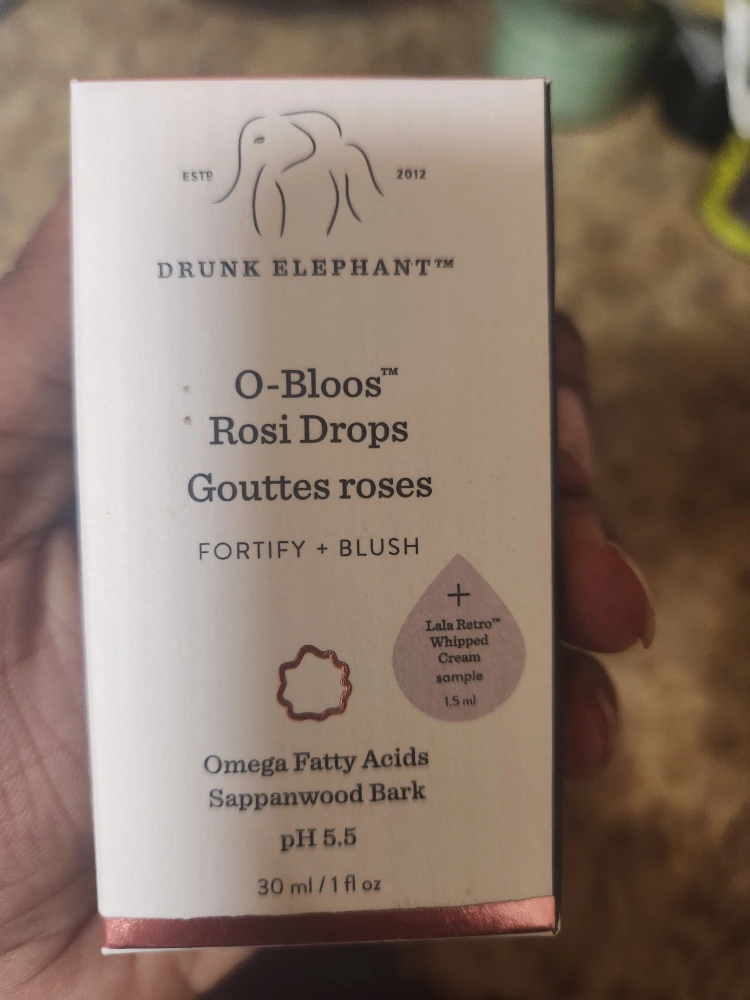 ESTD 2012
DRUNK ELEPHANT™
O-Bloos™
Rosi Drops
Gouttes roses
FORTIFY + BLUSH
+
Lala Retro™
Whipped
Cream
sample
1.5 ml
Omega Fatty Acids
Sappanwood Bark
pH 5.5
30 ml / 1 fl oz